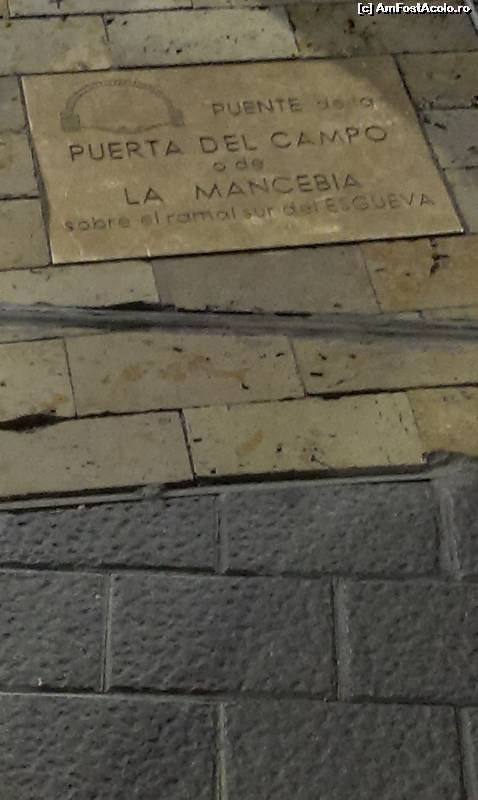 [c] AmFostAcolo.ro
PUENTE de la
PUERTA DEL CAMPO
o de
LA MANCEBIA
sobre el ramal sur del ESGUEVA